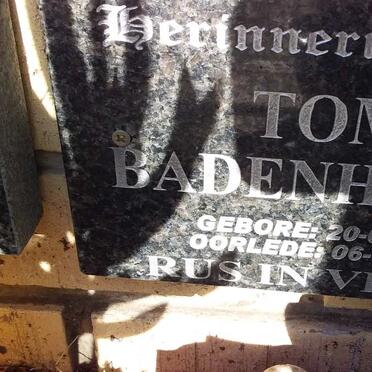 Herinner
TOM
BADENH
GEBORE: 20-
OORLEDE: 06-
RUS IN V